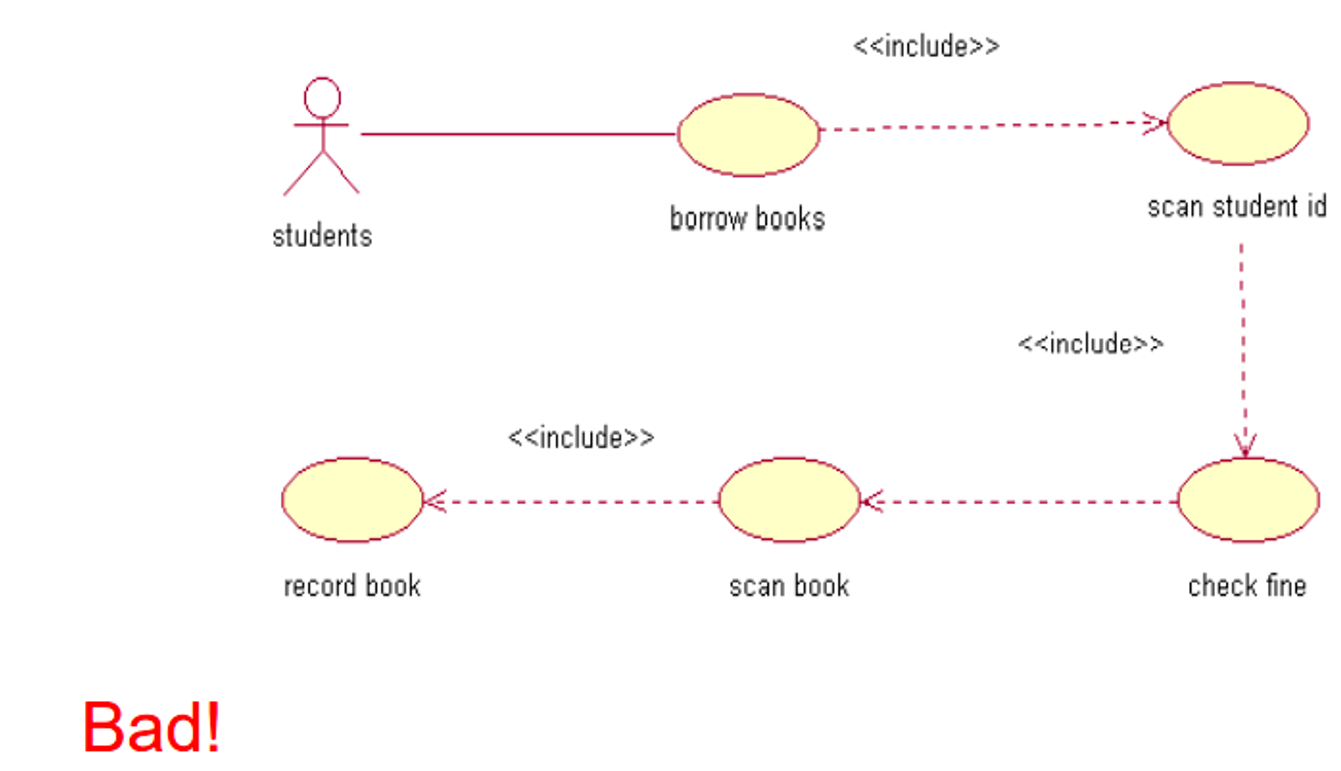 <<include>>
students
borrow books
scan student id
<<include>>
<<include>>
record book
scan book
check fine
Bad!